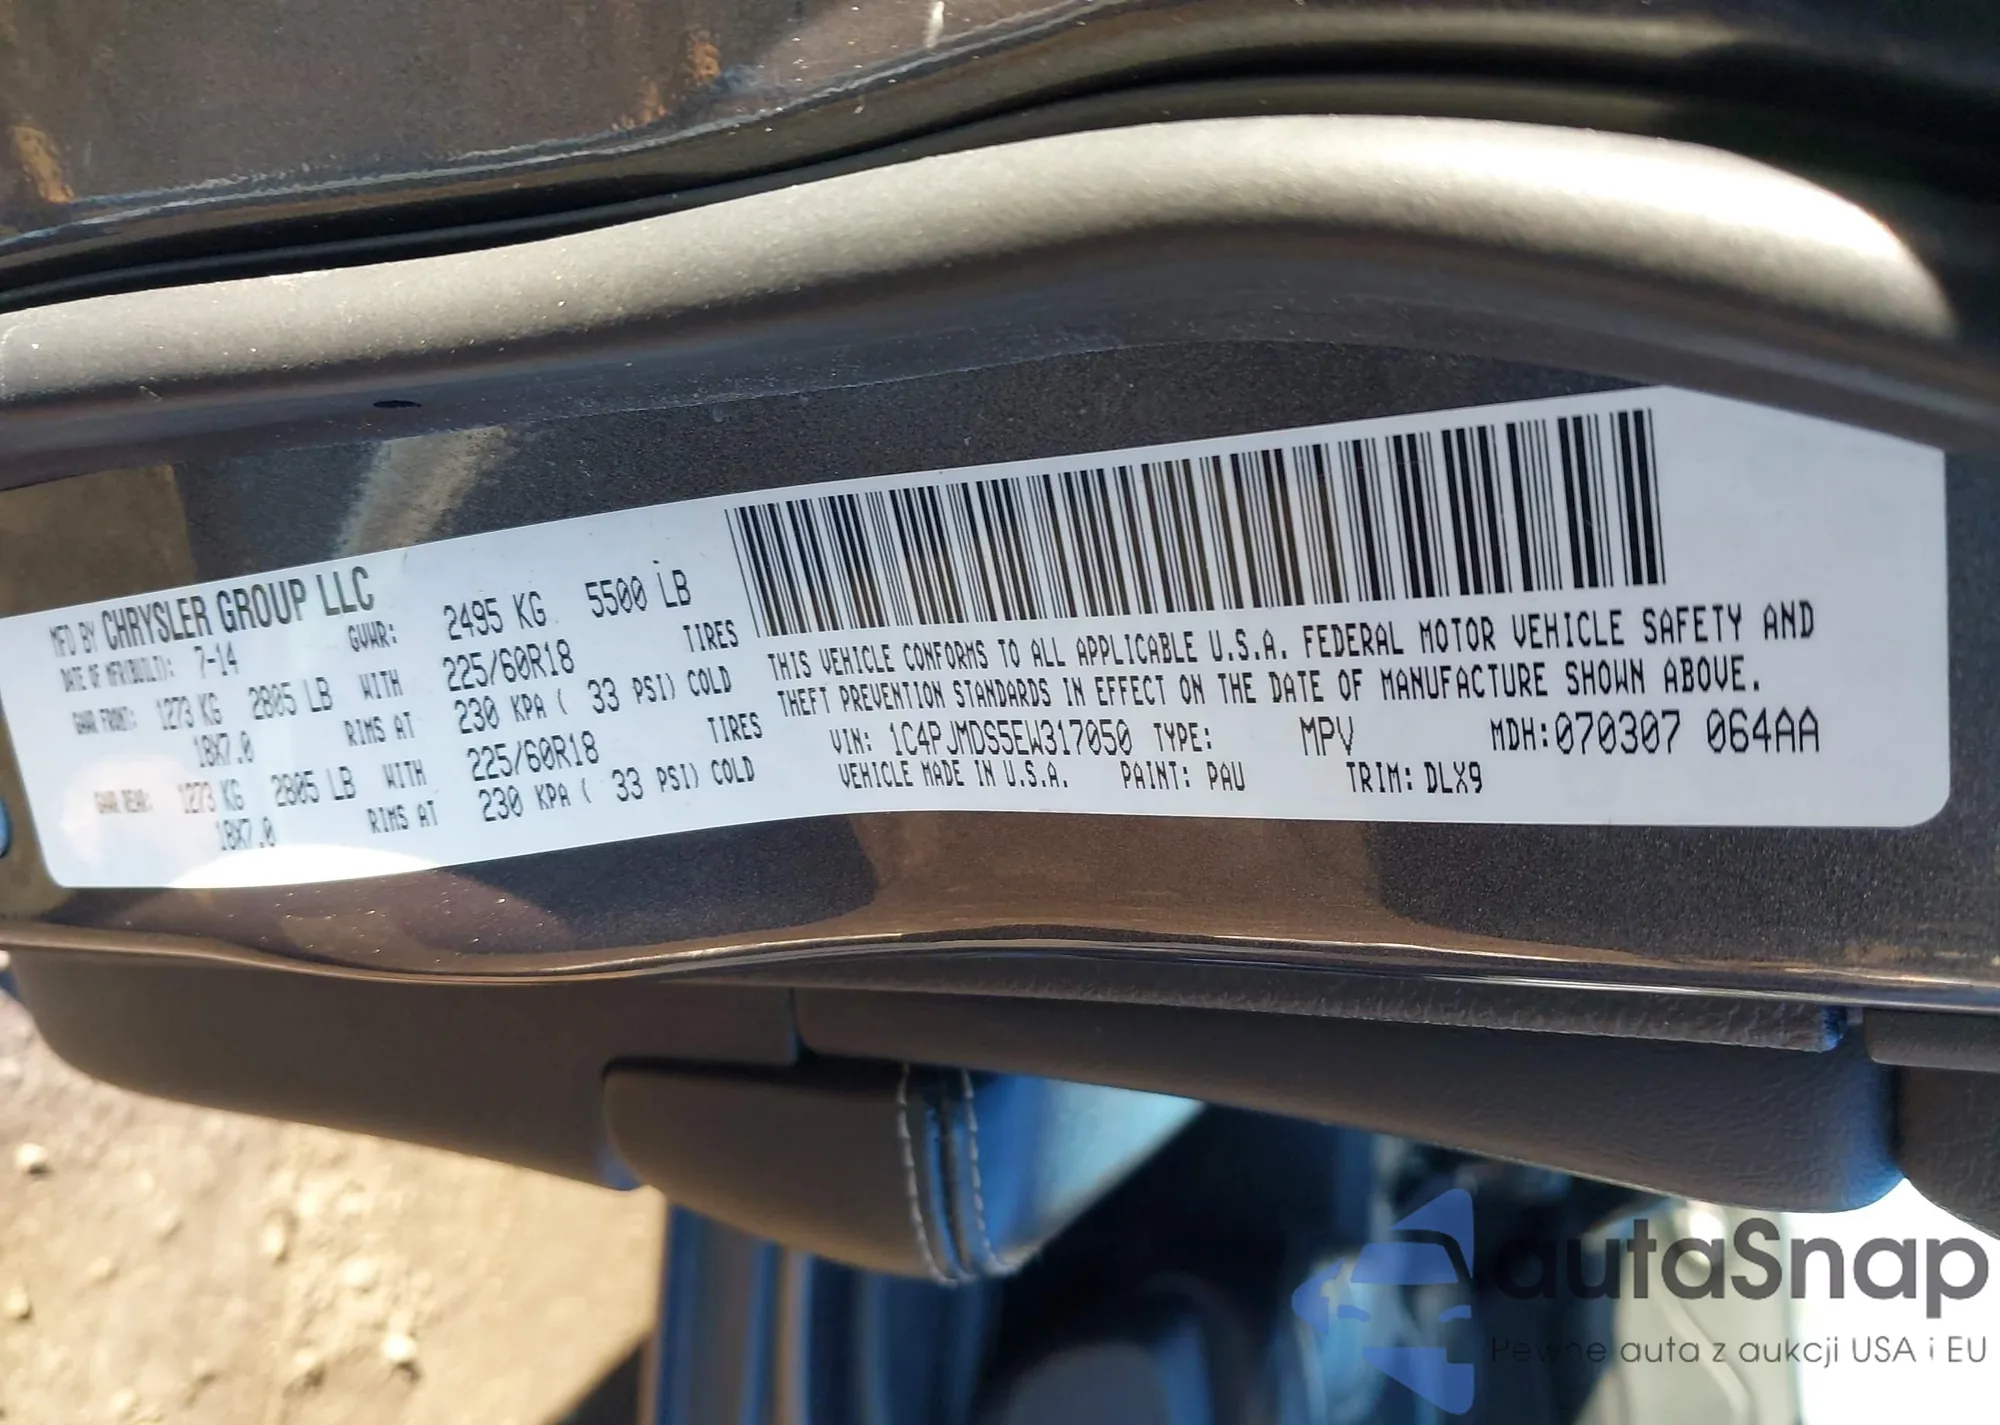 MFD BY CHRYSLER GROUP LLC
DATE OF MFR(BUILT): 7-14 GVWR: 2495 KG 5500 LB
GAWR FRONT: 1273 KG 2805 LB WITH 225/60R18 TIRES
18X7.0 RIMS AT 230 KPA ( 33 PSI) COLD
GAWR REAR: 1273 KG 2805 LB WITH 225/60R18 TIRES
18X7.0 RIMS AT 230 KPA ( 33 PSI) COLD
THIS VEHICLE CONFORMS TO ALL APPLICABLE U.S.A. FEDERAL MOTOR VEHICLE SAFETY AND
THEFT PREVENTION STANDARDS IN EFFECT ON THE DATE OF MANUFACTURE SHOWN ABOVE.
VIN: 1C4PJMDS5EW317050 TYPE: MPV MDH:070307 064AA
VEHICLE MADE IN U.S.A. PAINT: PAU TRIM: DLX9
autaSnap
Pewne auta z aukcji USA i EU